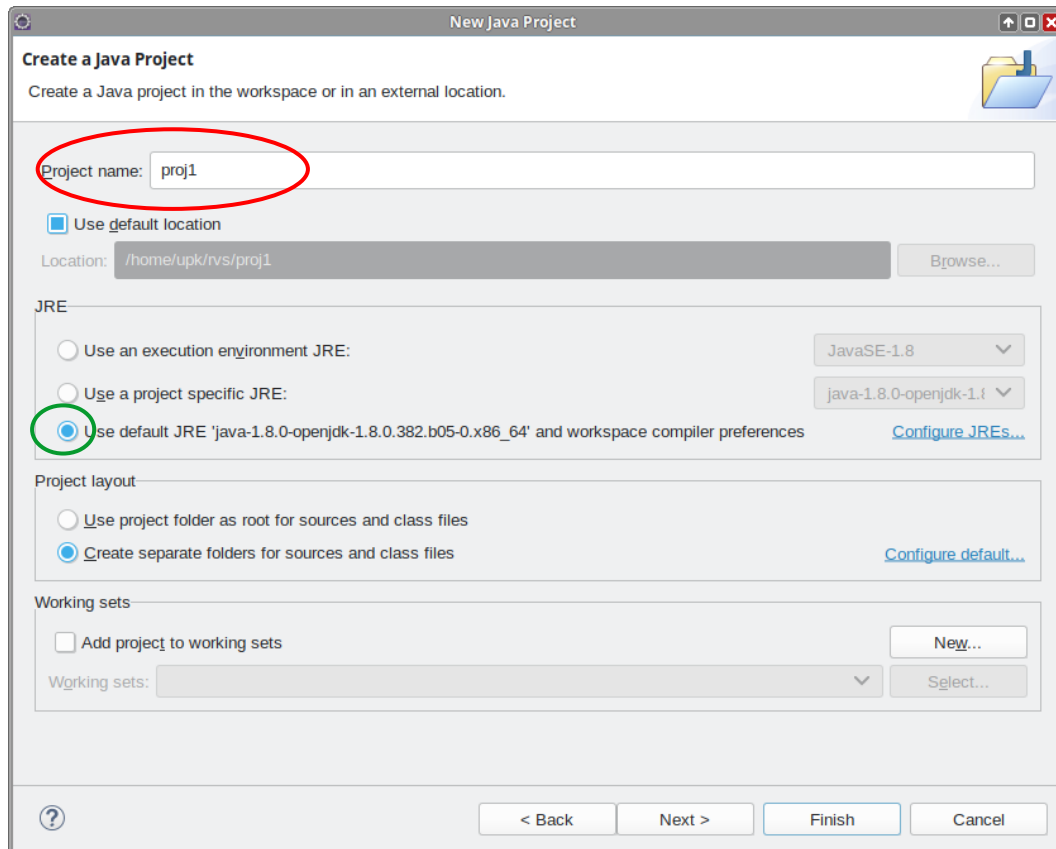 New Java Project
Create a Java Project
Create a Java project in the workspace or in an external location.
Project name: proj1
Use default location
Location: /home/upk/rvs/proj1 Browse...
JRE
Use an execution environment JRE: JavaSE-1.8
Use a project specific JRE: java-1.8.0-openjdk-1.8
Use default JRE 'java-1.8.0-openjdk-1.8.0.382.b05-0.x86_64' and workspace compiler preferences Configure JREs...
Project layout
Use project folder as root for sources and class files
Create separate folders for sources and class files Configure default...
Working sets
Add project to working sets New...
Working sets: Select...
? < Back Next > Finish Cancel